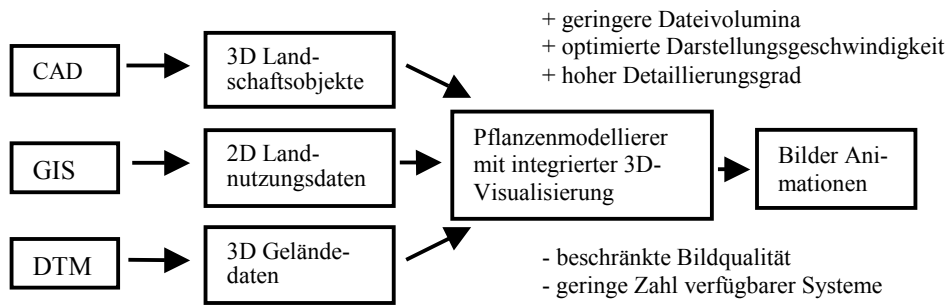 + geringere Dateivolumina
+ optimierte Darstellungsgeschwindigkeit
+ hoher Detaillierungsgrad
CAD
3D Land-
schaftsobjekte
GIS
2D Land-
nutzungsdaten
Pflanzenmodellierer
mit integrierter 3D-
Visualisierung
Bilder Ani-
mationen
DTM
3D Gelände-
daten
- beschränkte Bildqualität
- geringe Zahl verfügbarer Systeme